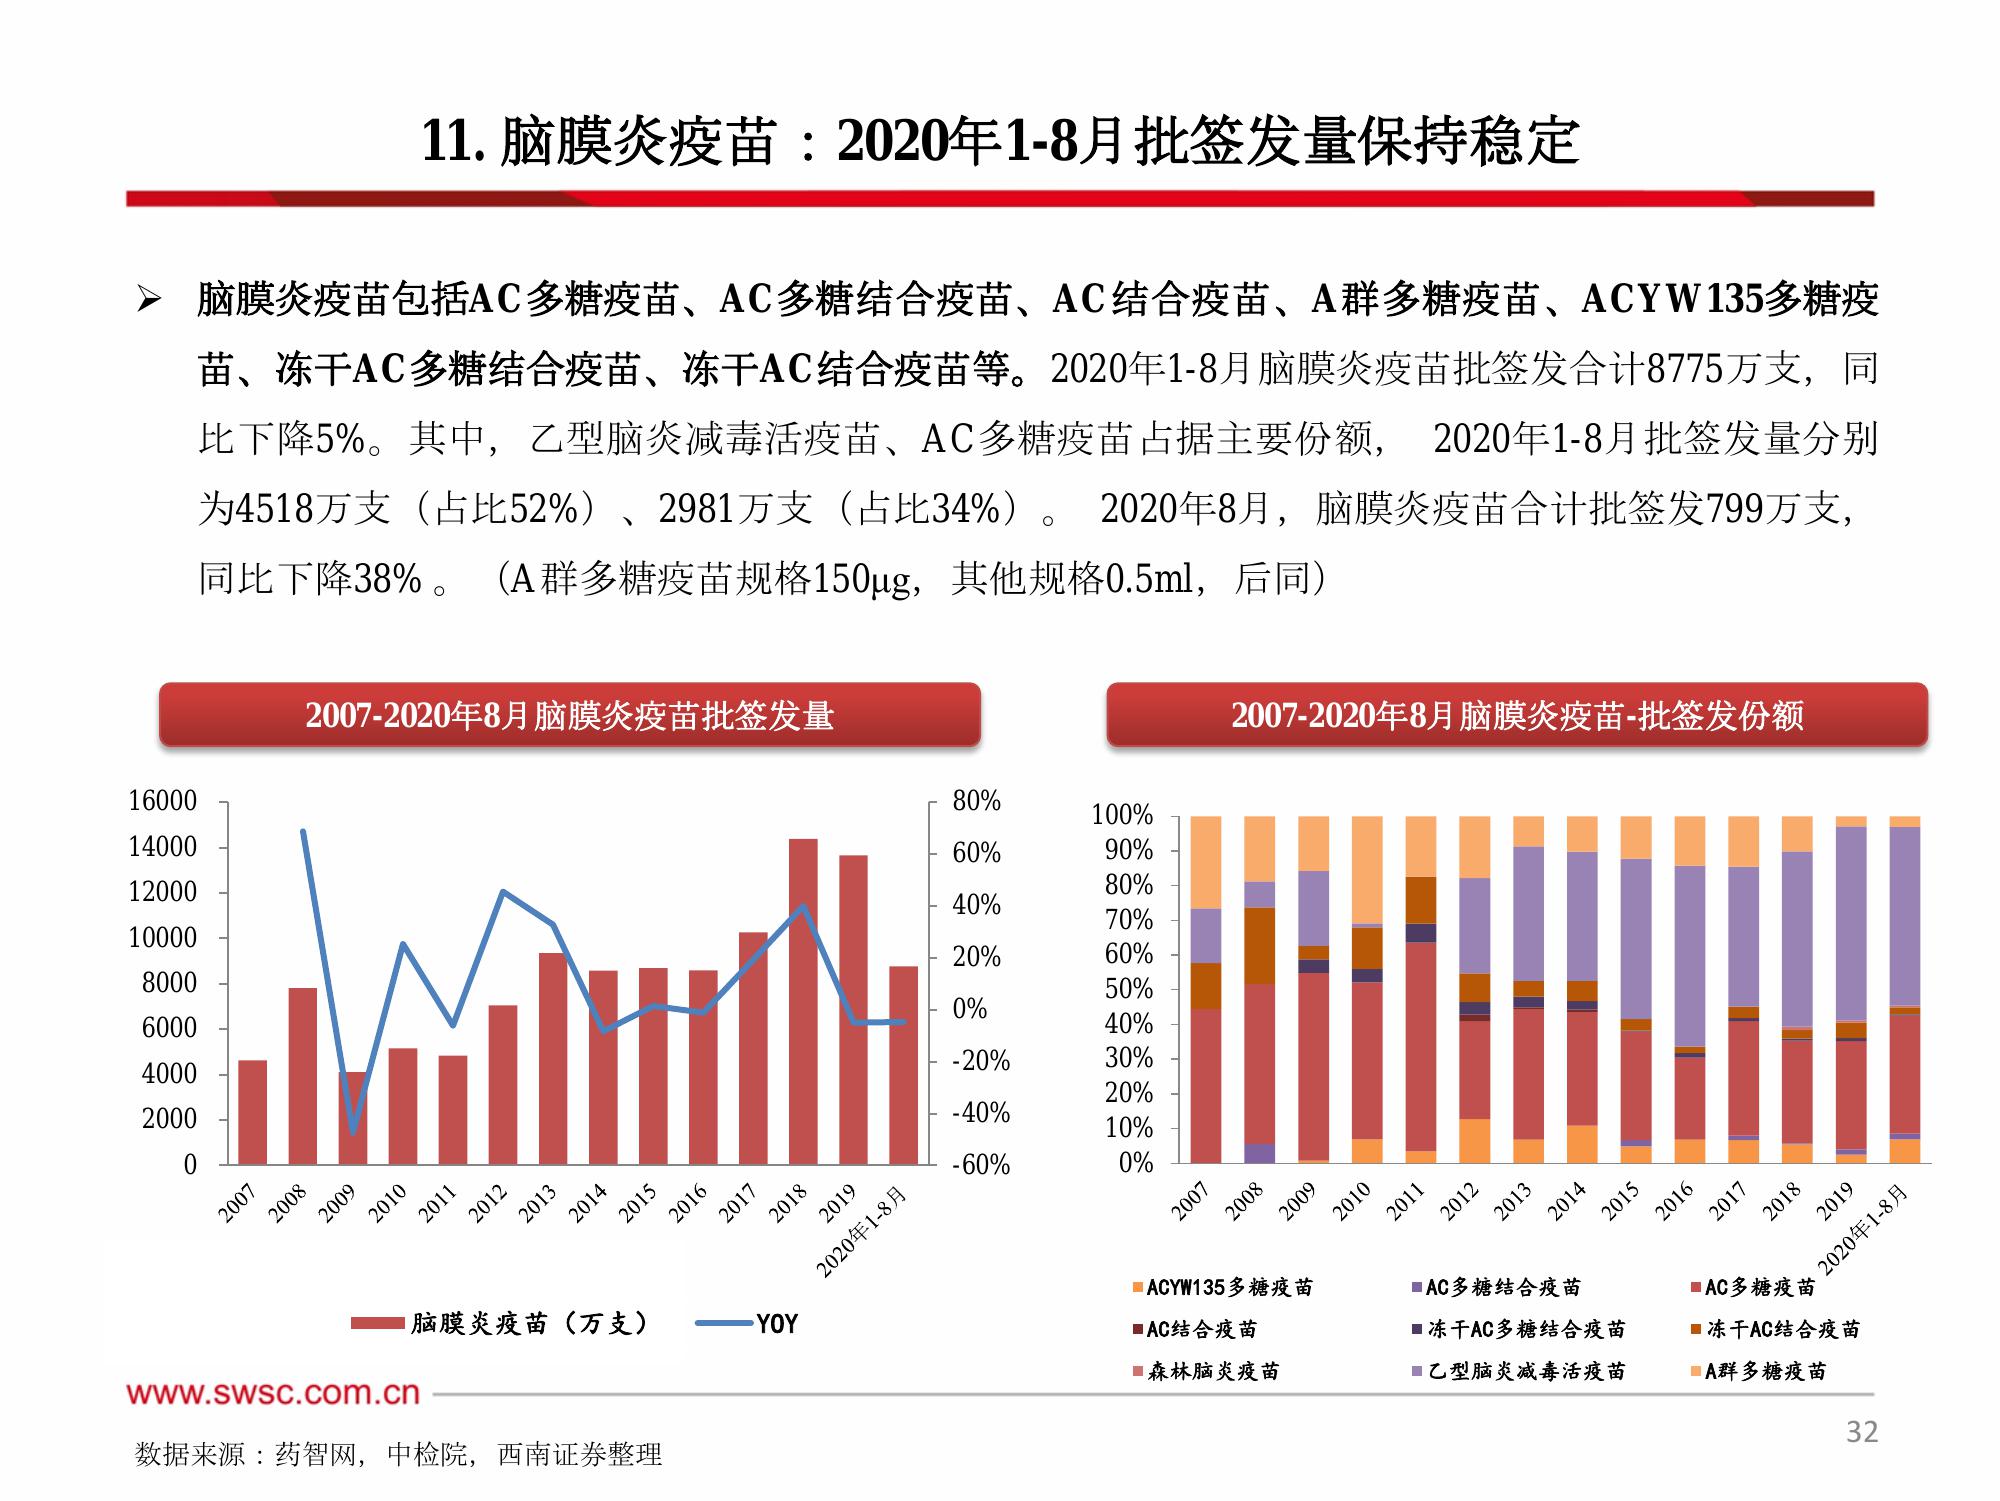 11. 脑膜炎疫苗：2020年1-8月批签发量保持稳定
➢ 脑膜炎疫苗包括AC多糖疫苗、AC多糖结合疫苗、AC结合疫苗、A群多糖疫苗、ACYW135多糖疫
苗、冻干AC多糖结合疫苗、冻干AC结合疫苗等。2020年1-8月脑膜炎疫苗批签发合计8775万支，同
比下降5%。其中，乙型脑炎减毒活疫苗、AC多糖疫苗占据主要份额， 2020年1-8月批签发量分别
为4518万支（占比52%）、2981万支（占比34%）。 2020年8月，脑膜炎疫苗合计批签发799万支，
同比下降38% 。（A群多糖疫苗规格150μg，其他规格0.5ml，后同）
2007-2020年8月脑膜炎疫苗批签发量
16000
14000
12000
10000
8000
6000
4000
2000
0
80%
60%
40%
20%
0%
-20%
-40%
-60%
2007 2008 2009 2010 2011 2012 2013 2014 2015 2016 2017 2018 2019 2020年1-8月
脑膜炎疫苗（万支） YOY
2007-2020年8月脑膜炎疫苗-批签发份额
100%
90%
80%
70%
60%
50%
40%
30%
20%
10%
0%
2007 2008 2009 2010 2011 2012 2013 2014 2015 2016 2017 2018 2019 2020年1-8月
ACYW135多糖疫苗 AC多糖结合疫苗 AC多糖疫苗
AC结合疫苗 冻干AC多糖结合疫苗 冻干AC结合疫苗
森林脑炎疫苗 乙型脑炎减毒活疫苗 A群多糖疫苗
www.swsc.com.cn
32
数据来源：药智网，中检院，西南证券整理